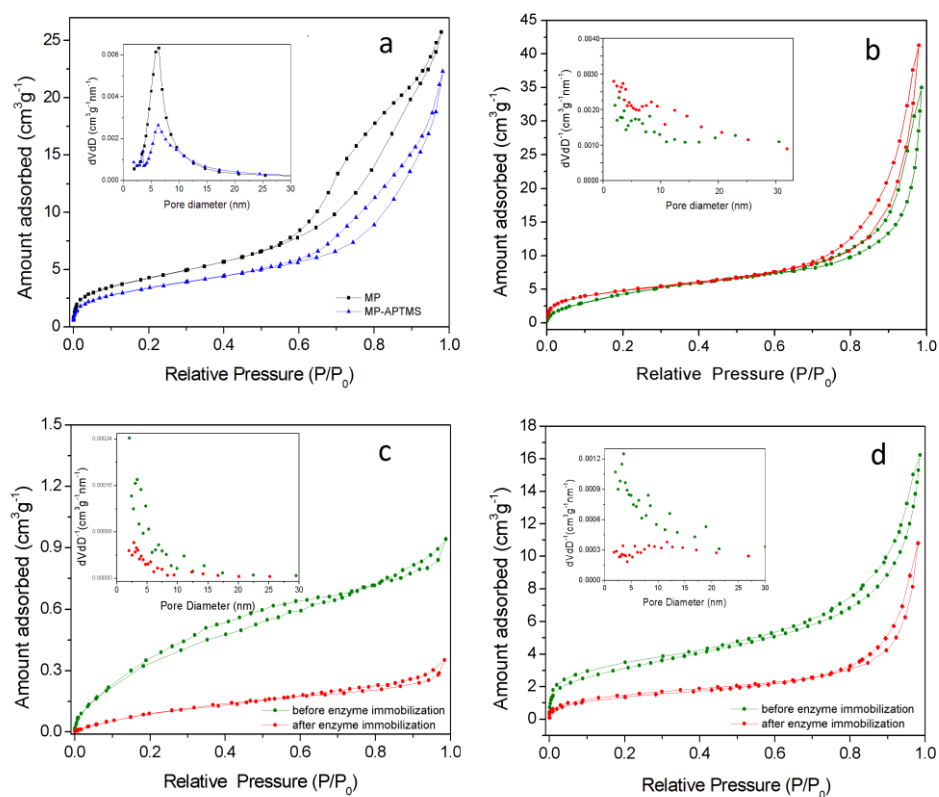 a
25
20
15
10
5
0
Amount adsorbed (cm³g⁻¹)
0.0 0.2 0.4 0.6 0.8 1.0
Relative Pressure (P/P₀)
0.006
0.004
0.002
0.000
dVdD (cm³g⁻¹nm⁻¹)
0 5 10 15 20 25 30
Pore diameter (nm)
MP
MP-APTMS
b
45
40
35
30
25
20
15
10
5
0
Amount adsorbed (cm³g⁻¹)
0.0 0.2 0.4 0.6 0.8 1.0
Relative Pressure (P/P₀)
0.0040
0.0030
0.0020
0.0010
0.0000
dVdD⁻¹(cm³g⁻¹nm⁻¹)
0 10 20 30
Pore diameter (nm)
c
1.5
1.2
0.9
0.6
0.3
0.0
Amount adsorbed (cm³g⁻¹)
0.0 0.2 0.4 0.6 0.8 1.0
Relative Pressure (P/P₀)
0.00024
0.00016
0.00008
0.00000
dVdD⁻¹(cm³g⁻¹nm⁻¹)
0 5 10 15 20 25 30
Pore Diameter (nm)
before enzyme immobilization
after enzyme immobilization
d
18
16
14
12
10
8
6
4
2
0
Amount adsorbed (cm³g⁻¹)
0.0 0.2 0.4 0.6 0.8 1.0
Relative Pressure (P/P₀)
0.0012
0.0009
0.0006
0.0003
0.0000
dVdD⁻¹(cm³g⁻¹nm⁻¹)
0 5 10 15 20 25 30
Pore Diameter (nm)
before enzyme immobilization
after enzyme immobilization